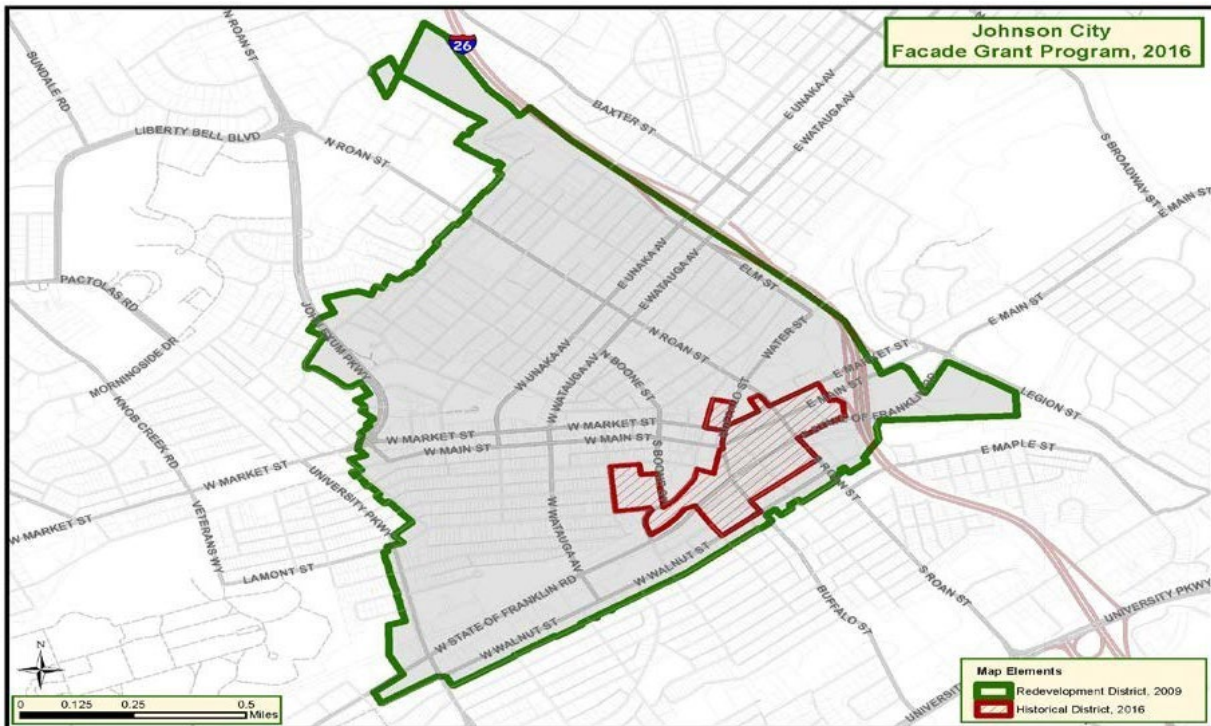 Johnson City
Facade Grant Program, 2016
26
N ROAN ST
SUNDALE RD
LIBERTY BELL BLVD
N ROAN ST
BAXTER ST
E UNAKA AV
E WATAUGA AV
S BROADWAY ST
E MAIN ST
PACTOLAS RD
MORNINGSIDE DR
KNOB CREEK RD
E UNAKA AV
E WATAUGA AV
ELM ST
WATER ST
N ROAN ST
N BOONE ST
W UNAKA AV
W WATAUGA AV
E MARKET ST
E MAIN ST
E MAIN ST
LEGION ST
E MAPLE ST
W MARKET ST
W MARKET ST
W MAIN ST
W MAIN ST
W MARKET ST
W MARKET ST
UNIVERSITY PKWY
VETERANS WY
LAMONT ST
W WATAUGA AV
W STATE OF FRANKLIN RD
W WALNUT ST
W WALNUT ST
S ROAN ST
BUFFALO ST
UNIVERSITY PKWY
N
0 0.125 0.25 0.5
Miles
Map Elements
Redevelopment District, 2009
Historical District, 2016